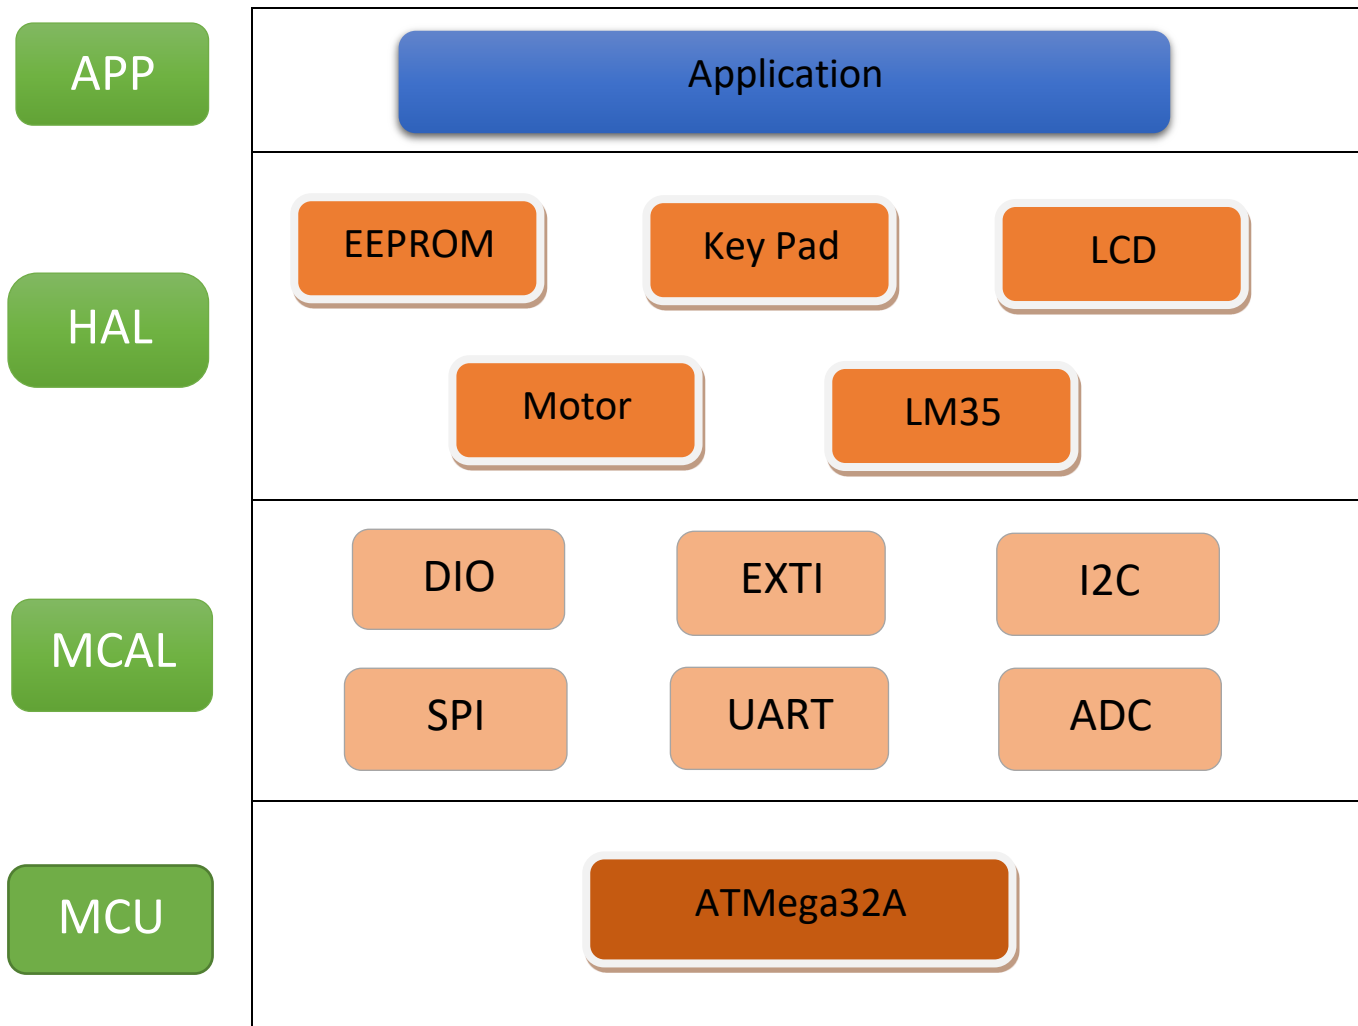 APP
Application
HAL
EEPROM
Key Pad
LCD
Motor
LM35
MCAL
DIO
EXTI
I2C
SPI
UART
ADC
MCU
ATMega32A